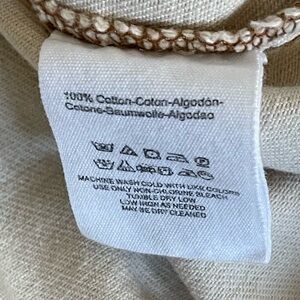 100% Cotton-Coton-Algodón-
Cotone-Baumwolle-Algodao
MACHINE WASH COLD WITH LIKE COLORS
USE ONLY NON-CHLORINE BLEACH
TUMBLE DRY LOW
LOW IRON AS NEEDED
MAY BE DRY CLEANED